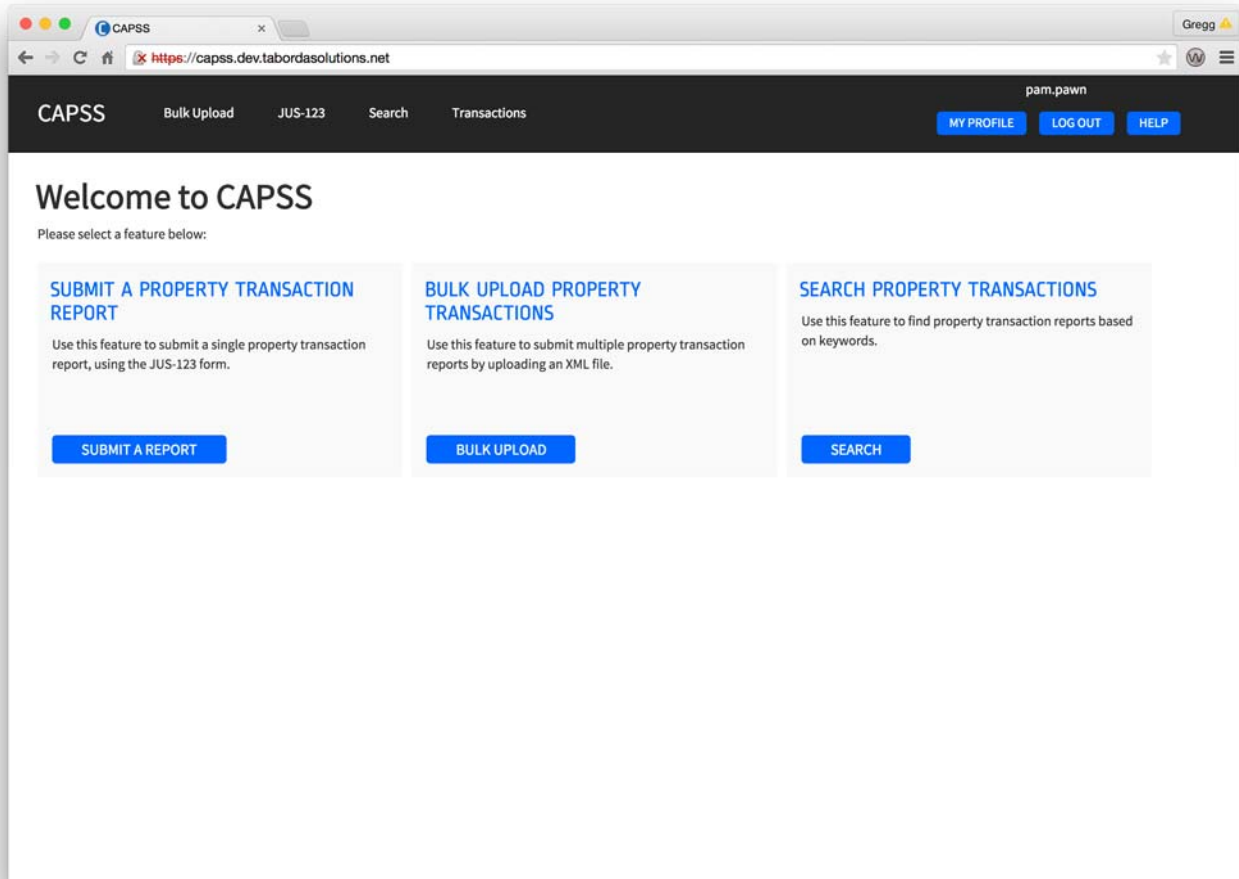 CAPSS
Gregg
https://capss.dev.tabordasolutions.net
CAPSS
Bulk Upload
JUS-123
Search
Transactions
pam.pawn
MY PROFILE
LOG OUT
HELP
Welcome to CAPSS
Please select a feature below:
SUBMIT A PROPERTY TRANSACTION
REPORT
Use this feature to submit a single property transaction
report, using the JUS-123 form.
SUBMIT A REPORT
BULK UPLOAD PROPERTY
TRANSACTIONS
Use this feature to submit multiple property transaction
reports by uploading an XML file.
BULK UPLOAD
SEARCH PROPERTY TRANSACTIONS
Use this feature to find property transaction reports based
on keywords.
SEARCH